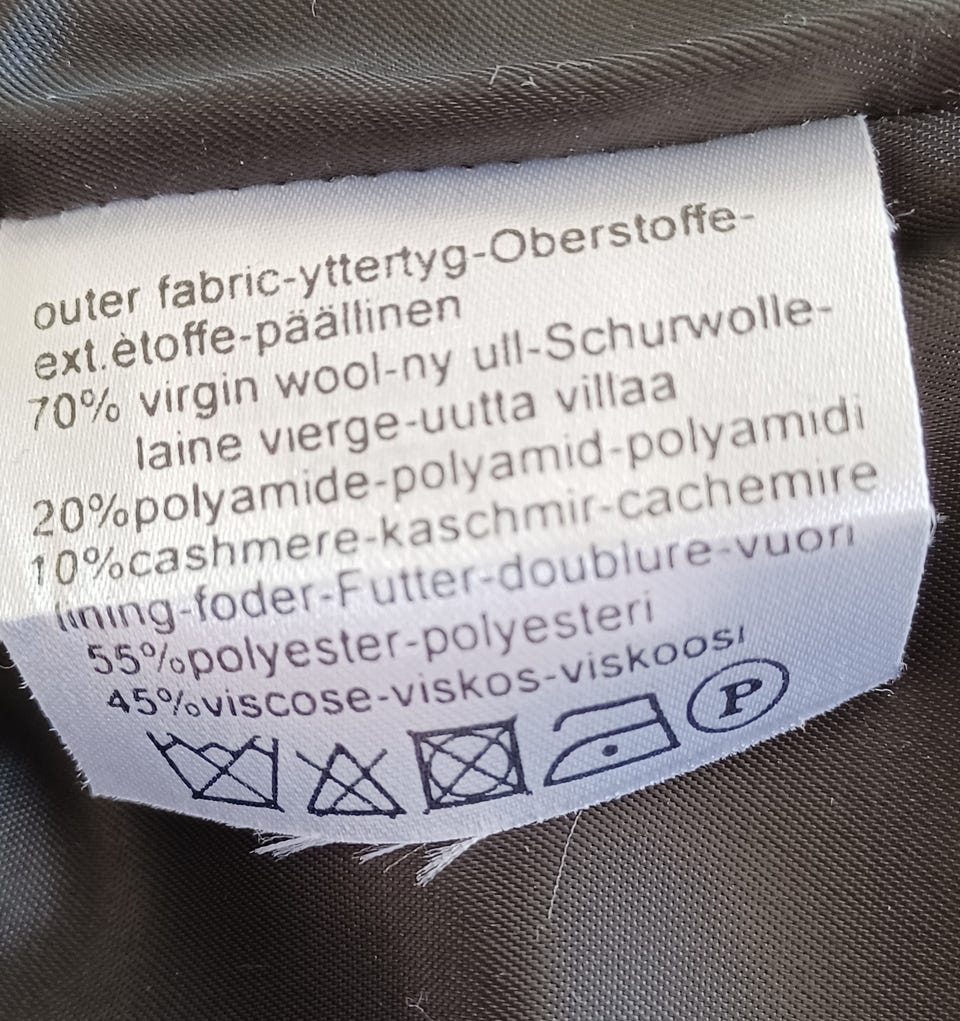 outer fabric-yttertyg-Oberstoffe-
ext.ètoffe-päällinen
70% virgin wool-ny ull-Schurwolle-
laine vierge-uutta villaa
20%polyamide-polyamid-polyamidi
10%cashmere-kaschmir-cachemire
lining-foder-Futter-doublure-vuori
55%polyester-polyesteri
45%viscose-viskos-viskoosi
P